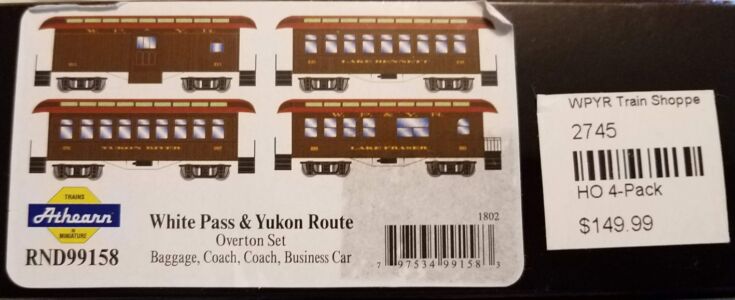 W. P. & Y. R.
LAKE BENNETT
YUKON RIVER
W. P. & Y. R.
LAKE FRASER
TRAINS
Athearn
IN
MINIATURE
RND99158
White Pass & Yukon Route
Overton Set
Baggage, Coach, Coach, Business Car
1802
7 97534 99158 3
WPYR Train Shoppe
2745
HO 4-Pack
$149.99